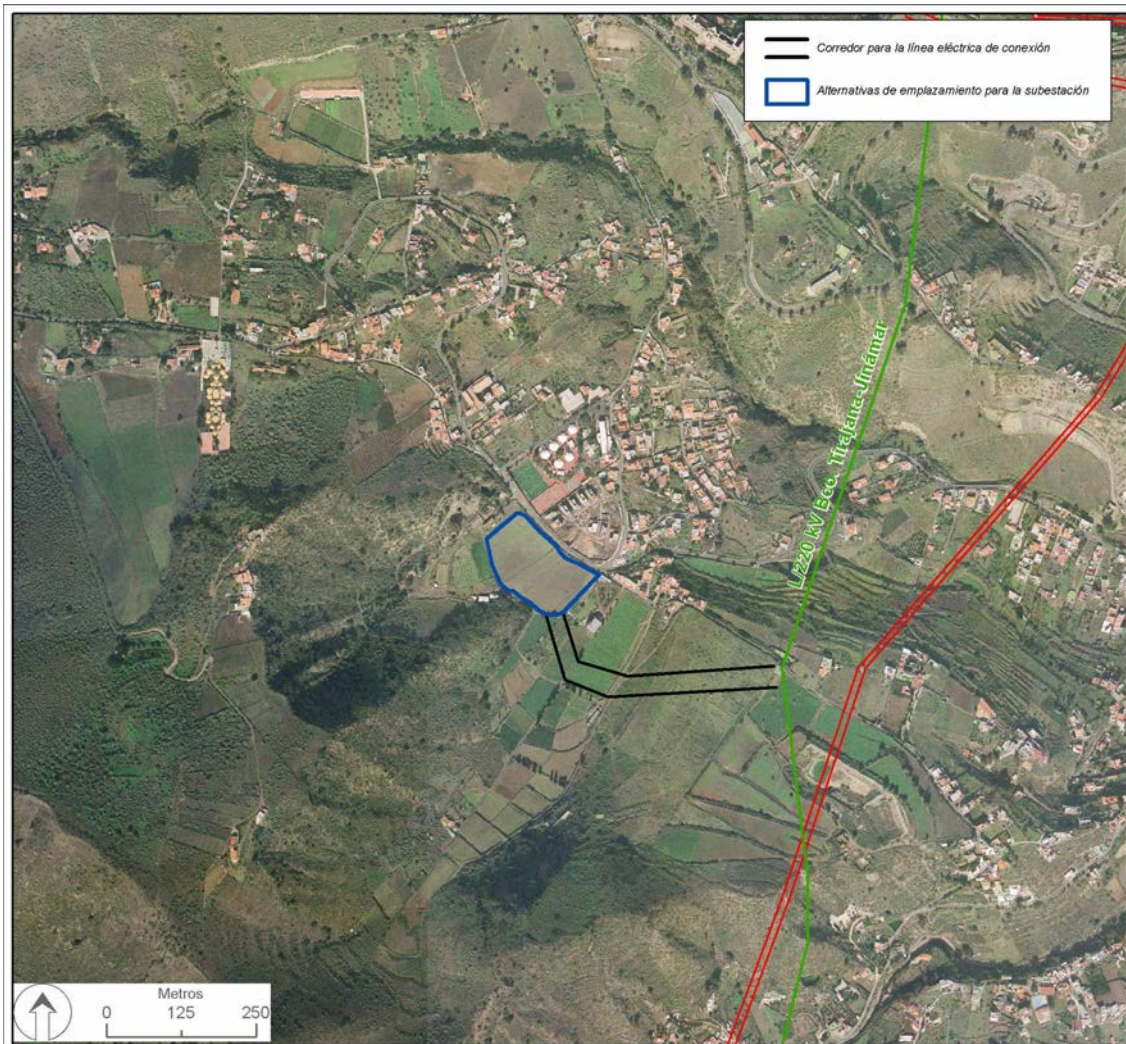 Corredor para la línea eléctrica de conexión
Alternativas de emplazamiento para la subestación
L/220 kV Bco. Tirajana-Jinámar
Metros
0 125 250